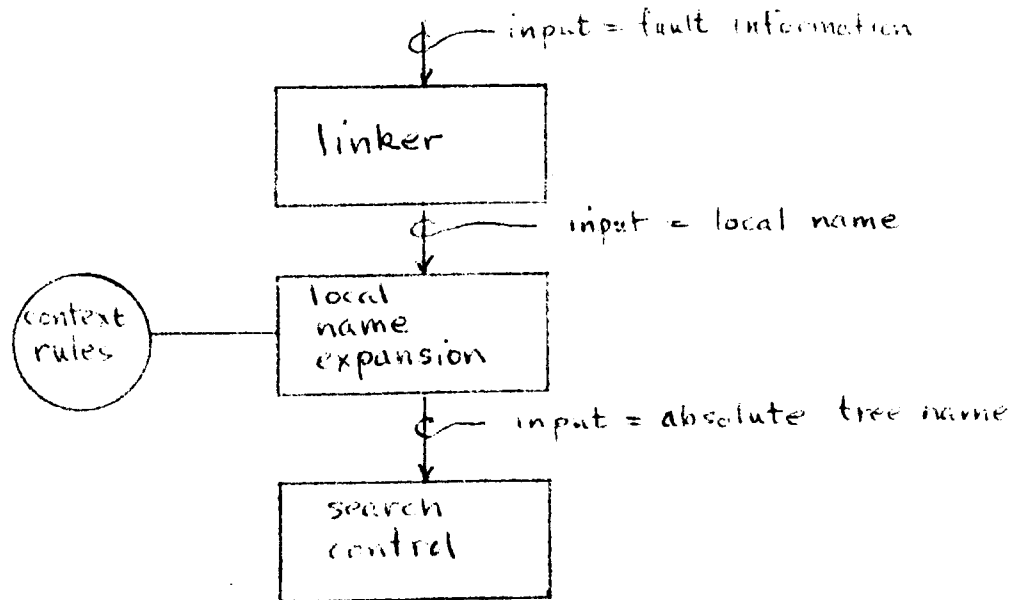 input = fault information
linker
input = local name
local
name
expansion
context
rules
input = absolute tree name
search
control